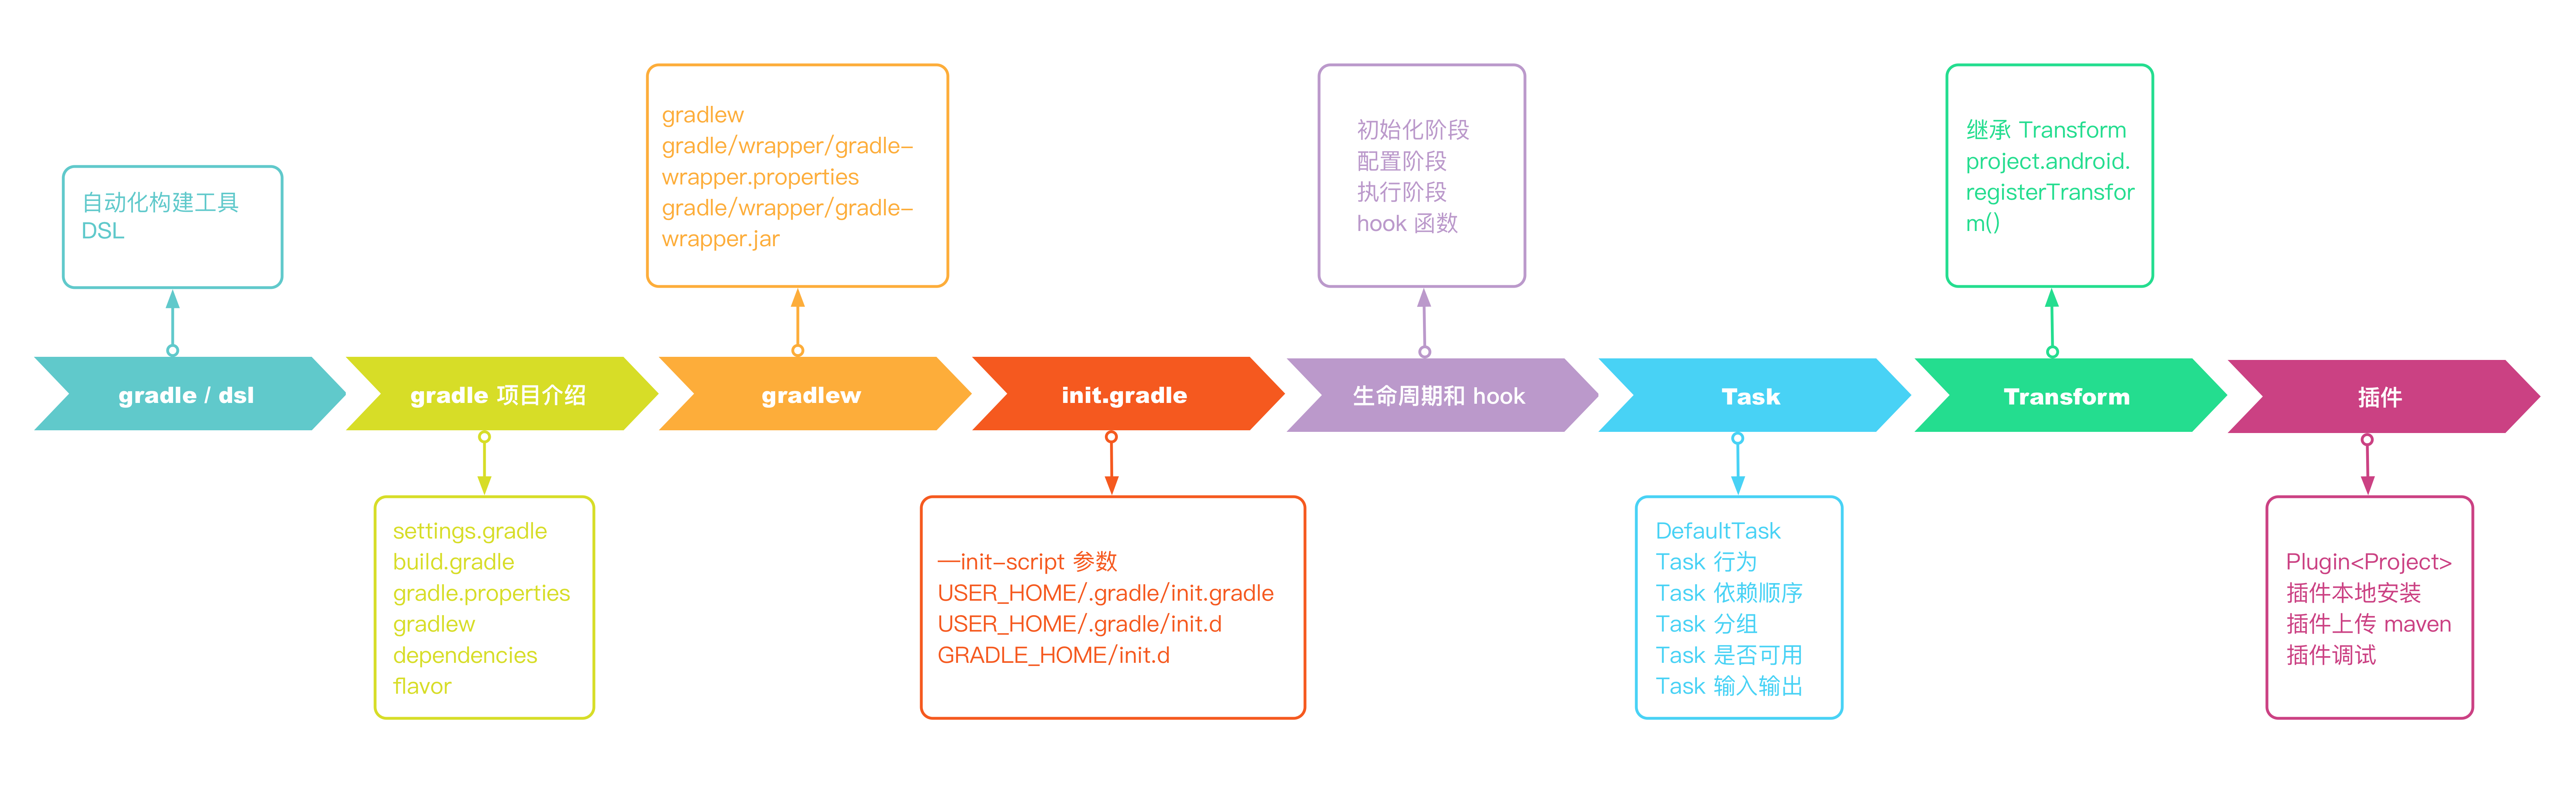 自动化构建工具
DSL
gradlew
gradle/wrapper/gradle-
wrapper.properties
gradle/wrapper/gradle-
wrapper.jar
初始化阶段
配置阶段
执行阶段
hook 函数
继承 Transform
project.android.
registerTransfor
m()
gradle / dsl
gradle 项目介绍
gradlew
init.gradle
生命周期和 hook
Task
Transform
插件
settings.gradle
build.gradle
gradle.properties
gradlew
dependencies
flavor
—init-script 参数
USER_HOME/.gradle/init.gradle
USER_HOME/.gradle/init.d
GRADLE_HOME/init.d
DefaultTask
Task 行为
Task 依赖顺序
Task 分组
Task 是否可用
Task 输入输出
Plugin<Project>
插件本地安装
插件上传 maven
插件调试